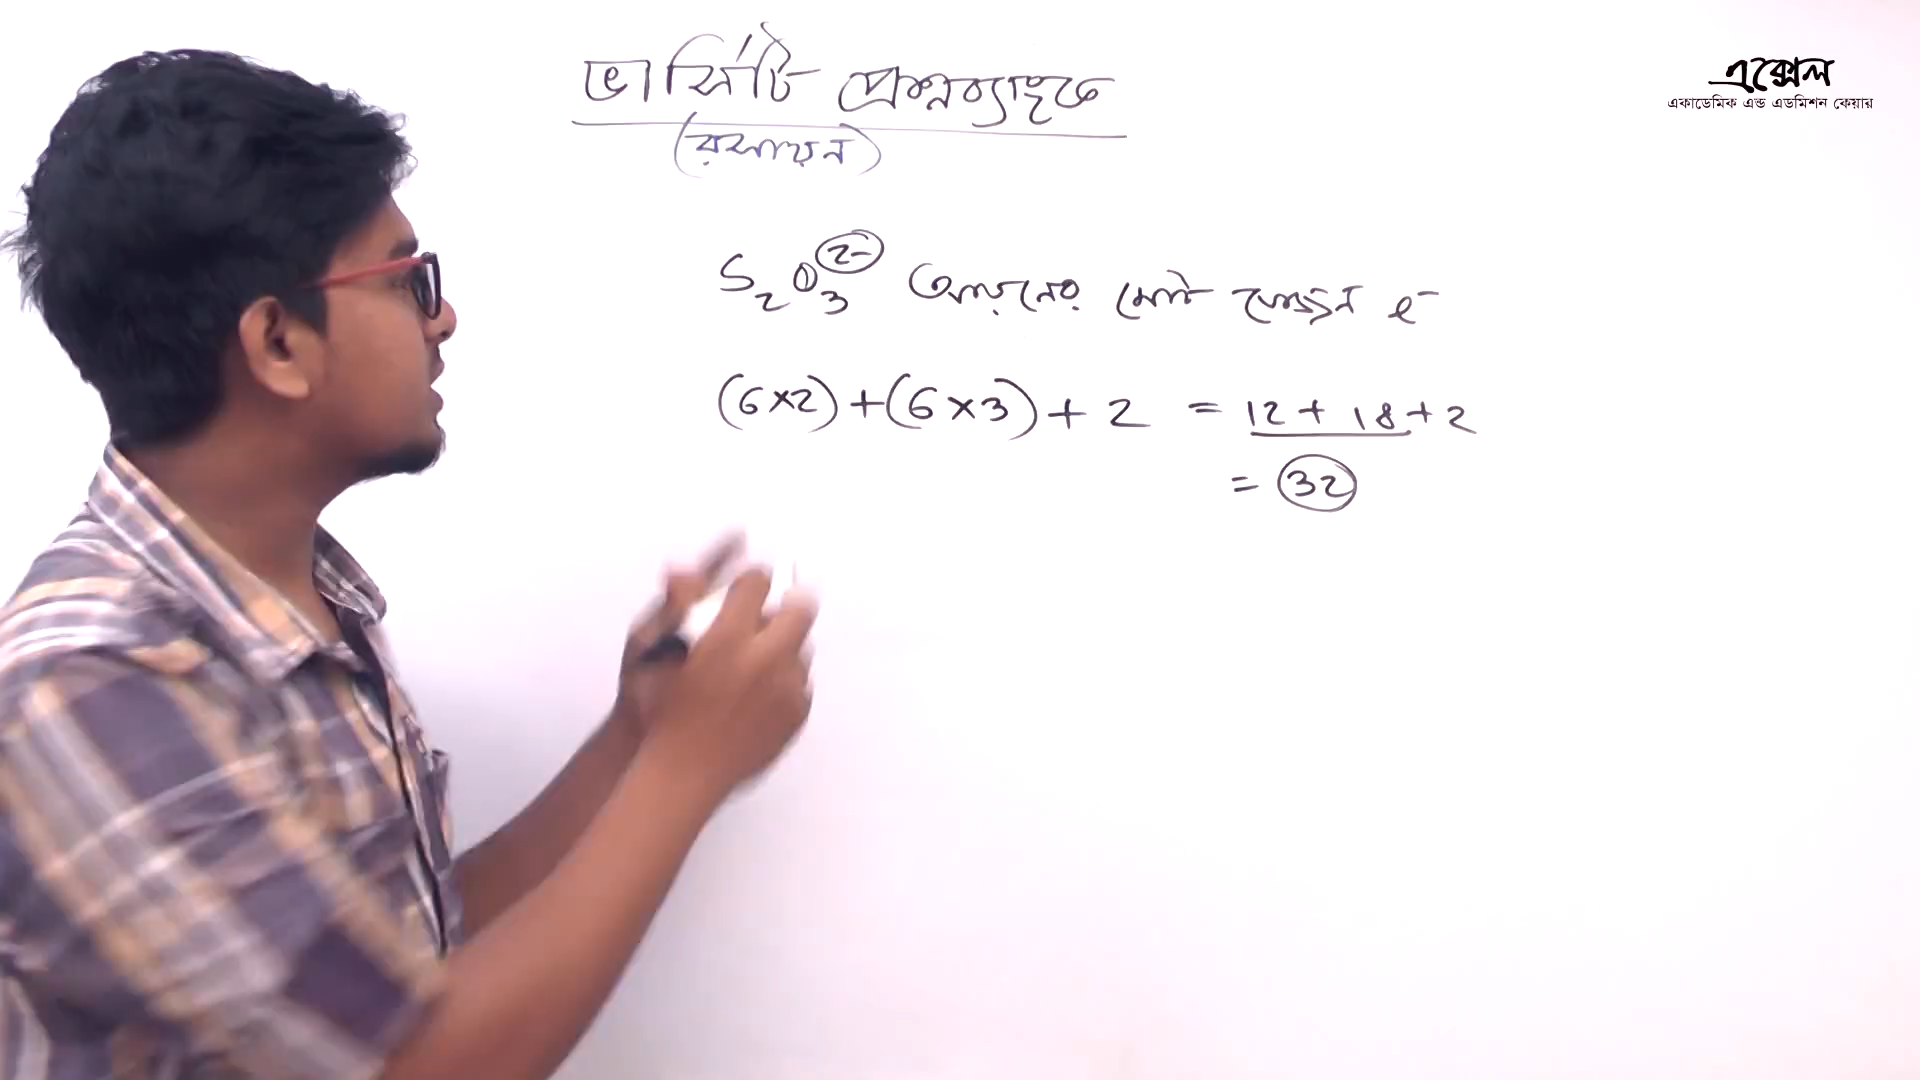 ভার্সিটি প্রশ্নব্যাংক
(রসায়ন)
এক্সেল
একাডেমিক এন্ড এডমিশন কেয়ার
S₂O₃²⁻ আয়নের মোট যোজন e⁻
(6×2) + (6×3) + 2 = 12 + 18 + 2
= 32